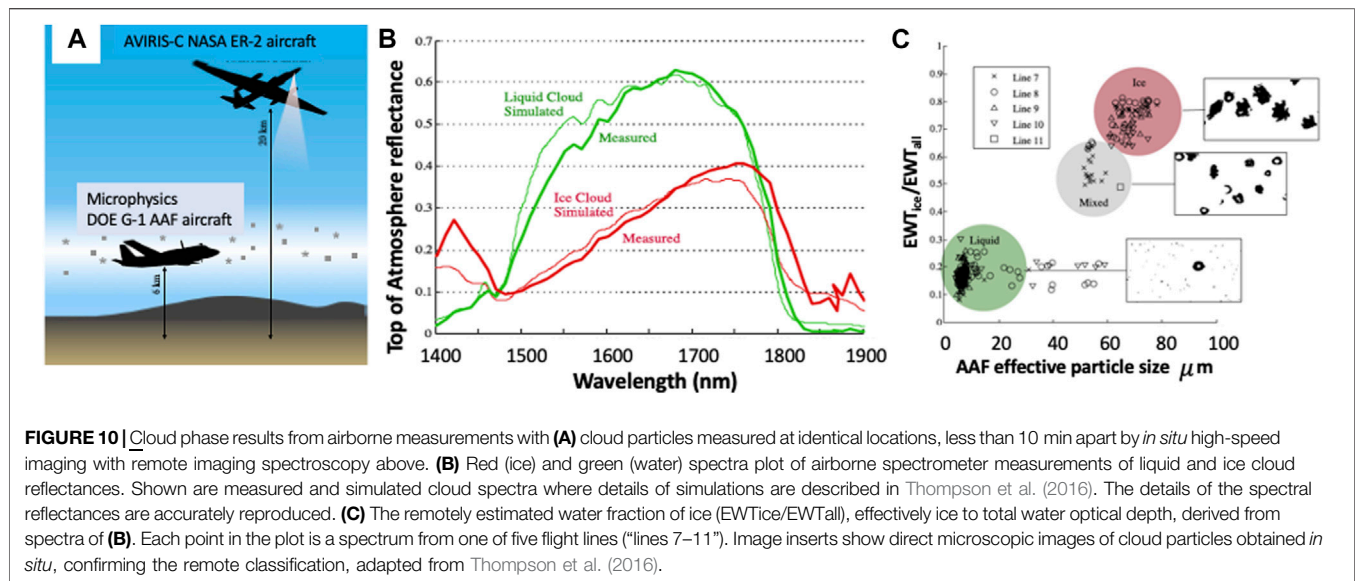 A
AVIRIS-C NASA ER-2 aircraft
20 km
Microphysics
DOE G-1 AAF aircraft
6 km
B
Top of Atmosphere reflectance
0.7
0.6
0.5
0.4
0.3
0.2
0.1
0
Liquid Cloud
Simulated
Measured
Ice Cloud
Simulated
Measured
1400 1500 1600 1700 1800 1900
Wavelength (nm)
C
EWTice/EWTall
1
0.9
0.8
0.7
0.6
0.5
0.4
0.3
0.2
0.1
0
Line 7
Line 8
Line 9
Line 10
Line 11
Ice
Mixed
Liquid
0 20 40 60 80 100
AAF effective particle size μm
FIGURE 10 | Cloud phase results from airborne measurements with (A) cloud particles measured at identical locations, less than 10 min apart by in situ high-speed
imaging with remote imaging spectroscopy above. (B) Red (ice) and green (water) spectra plot of airborne spectrometer measurements of liquid and ice cloud
reflectances. Shown are measured and simulated cloud spectra where details of simulations are described in Thompson et al. (2016). The details of the spectral
reflectances are accurately reproduced. (C) The remotely estimated water fraction of ice (EWTice/EWTall), effectively ice to total water optical depth, derived from
spectra of (B). Each point in the plot is a spectrum from one of five flight lines (“lines 7–11”). Image inserts show direct microscopic images of cloud particles obtained in
situ, confirming the remote classification, adapted from Thompson et al. (2016).